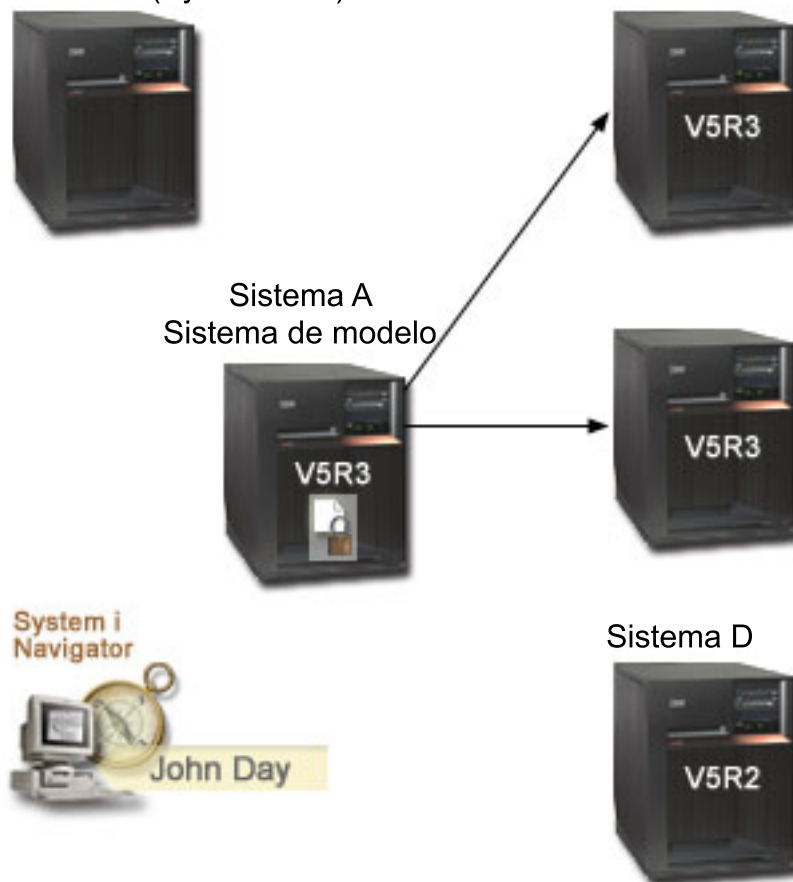 V5R3
Sistema A
Sistema de modelo
V5R3
V5R3
System i
Navigator
John Day
Sistema D
V5R2